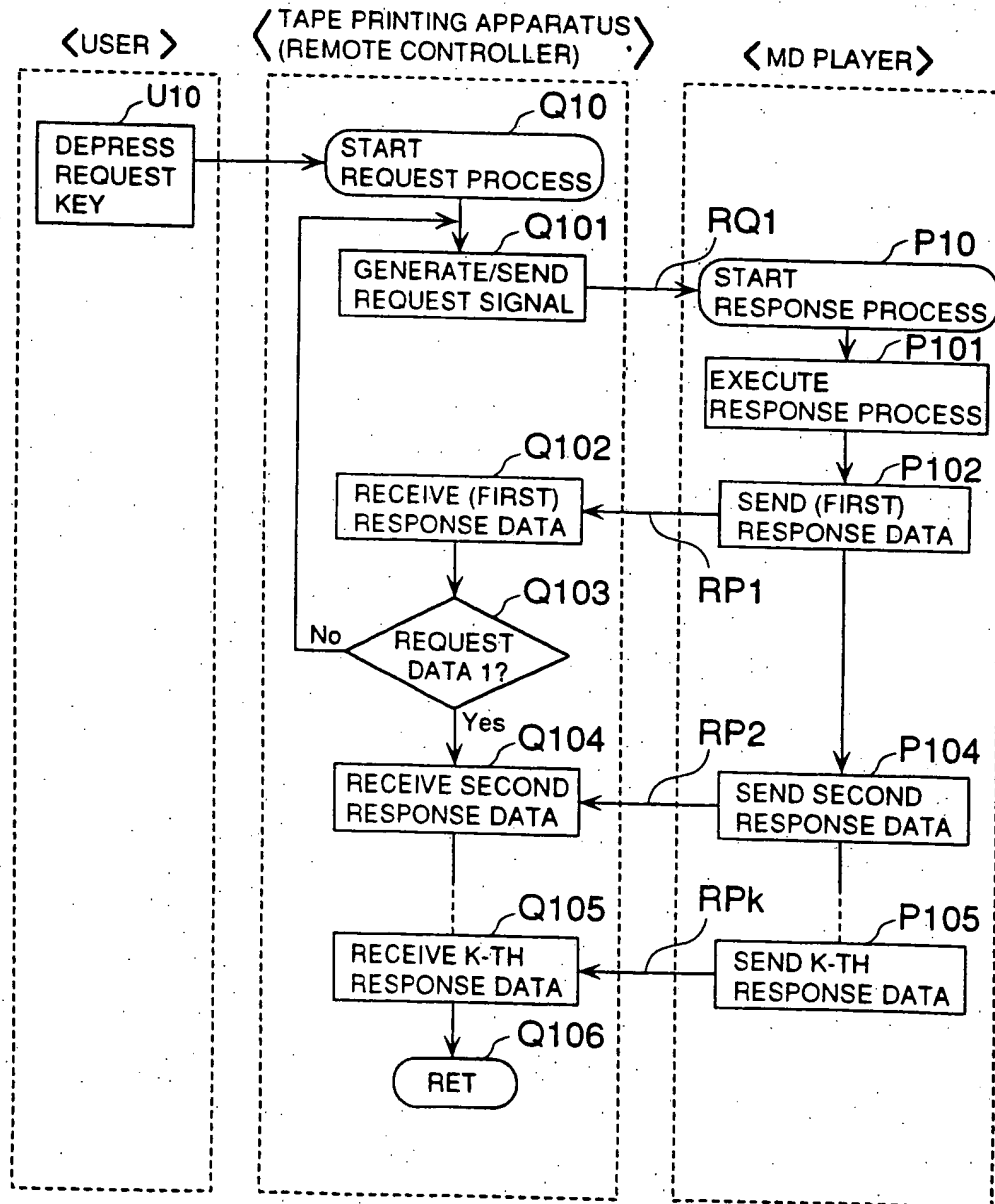 <USER>
<TAPE PRINTING APPARATUS
(REMOTE CONTROLLER)>
<MD PLAYER>
U10
DEPRESS
REQUEST
KEY
Q10
START
REQUEST PROCESS
Q101
GENERATE/SEND
REQUEST SIGNAL
RQ1
P10
START
RESPONSE PROCESS
P101
EXECUTE
RESPONSE PROCESS
Q102
RECEIVE (FIRST)
RESPONSE DATA
P102
SEND (FIRST)
RESPONSE DATA
RP1
Q103
No
REQUEST
DATA 1?
Yes
Q104
RECEIVE SECOND
RESPONSE DATA
RP2
P104
SEND SECOND
RESPONSE DATA
Q105
RECEIVE K-TH
RESPONSE DATA
RPk
P105
SEND K-TH
RESPONSE DATA
Q106
RET